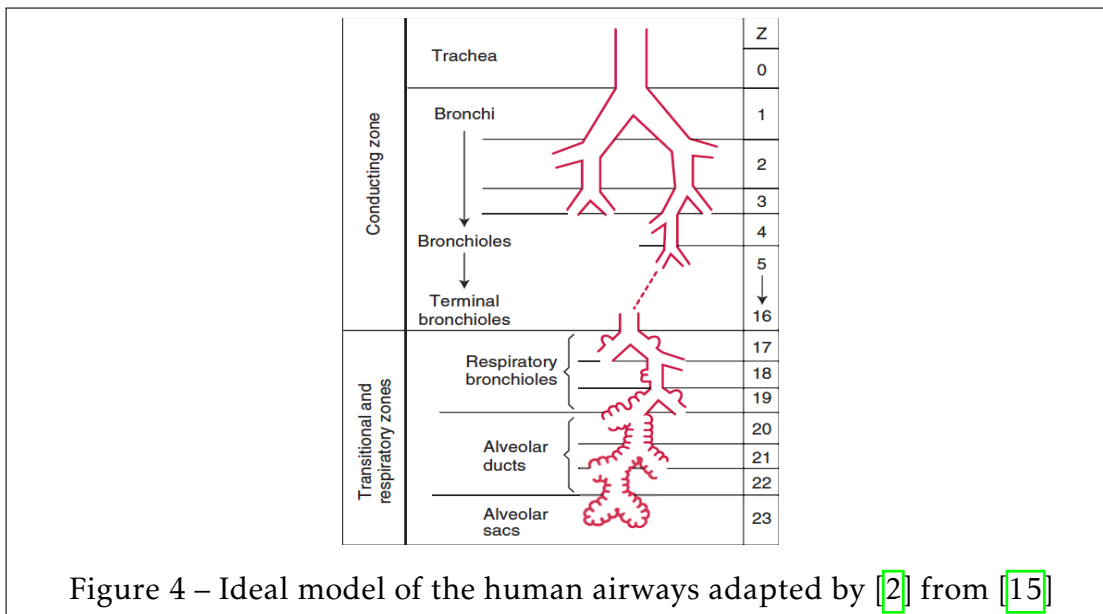 Z
Trachea
0
Conducting zone
Bronchi
1
2
3
4
Bronchioles
5
Terminal
bronchioles
16
Transitional and
respiratory zones
17
Respiratory
bronchioles
18
19
20
Alveolar
ducts
21
22
Alveolar
sacs
23
Figure 4 – Ideal model of the human airways adapted by [2] from [15]